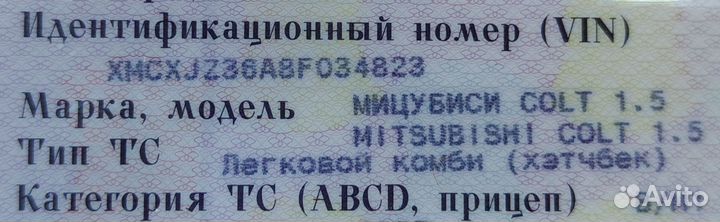 Идентификационный номер (VIN)
XMCXJZ36A8F034823
Марка, модель МИЦУБИСИ COLT 1.5
MITSUBISHI COLT 1.5
Тип ТС Легковой комби (хэтчбек)
Категория ТС (ABCD, прицеп)
Avito